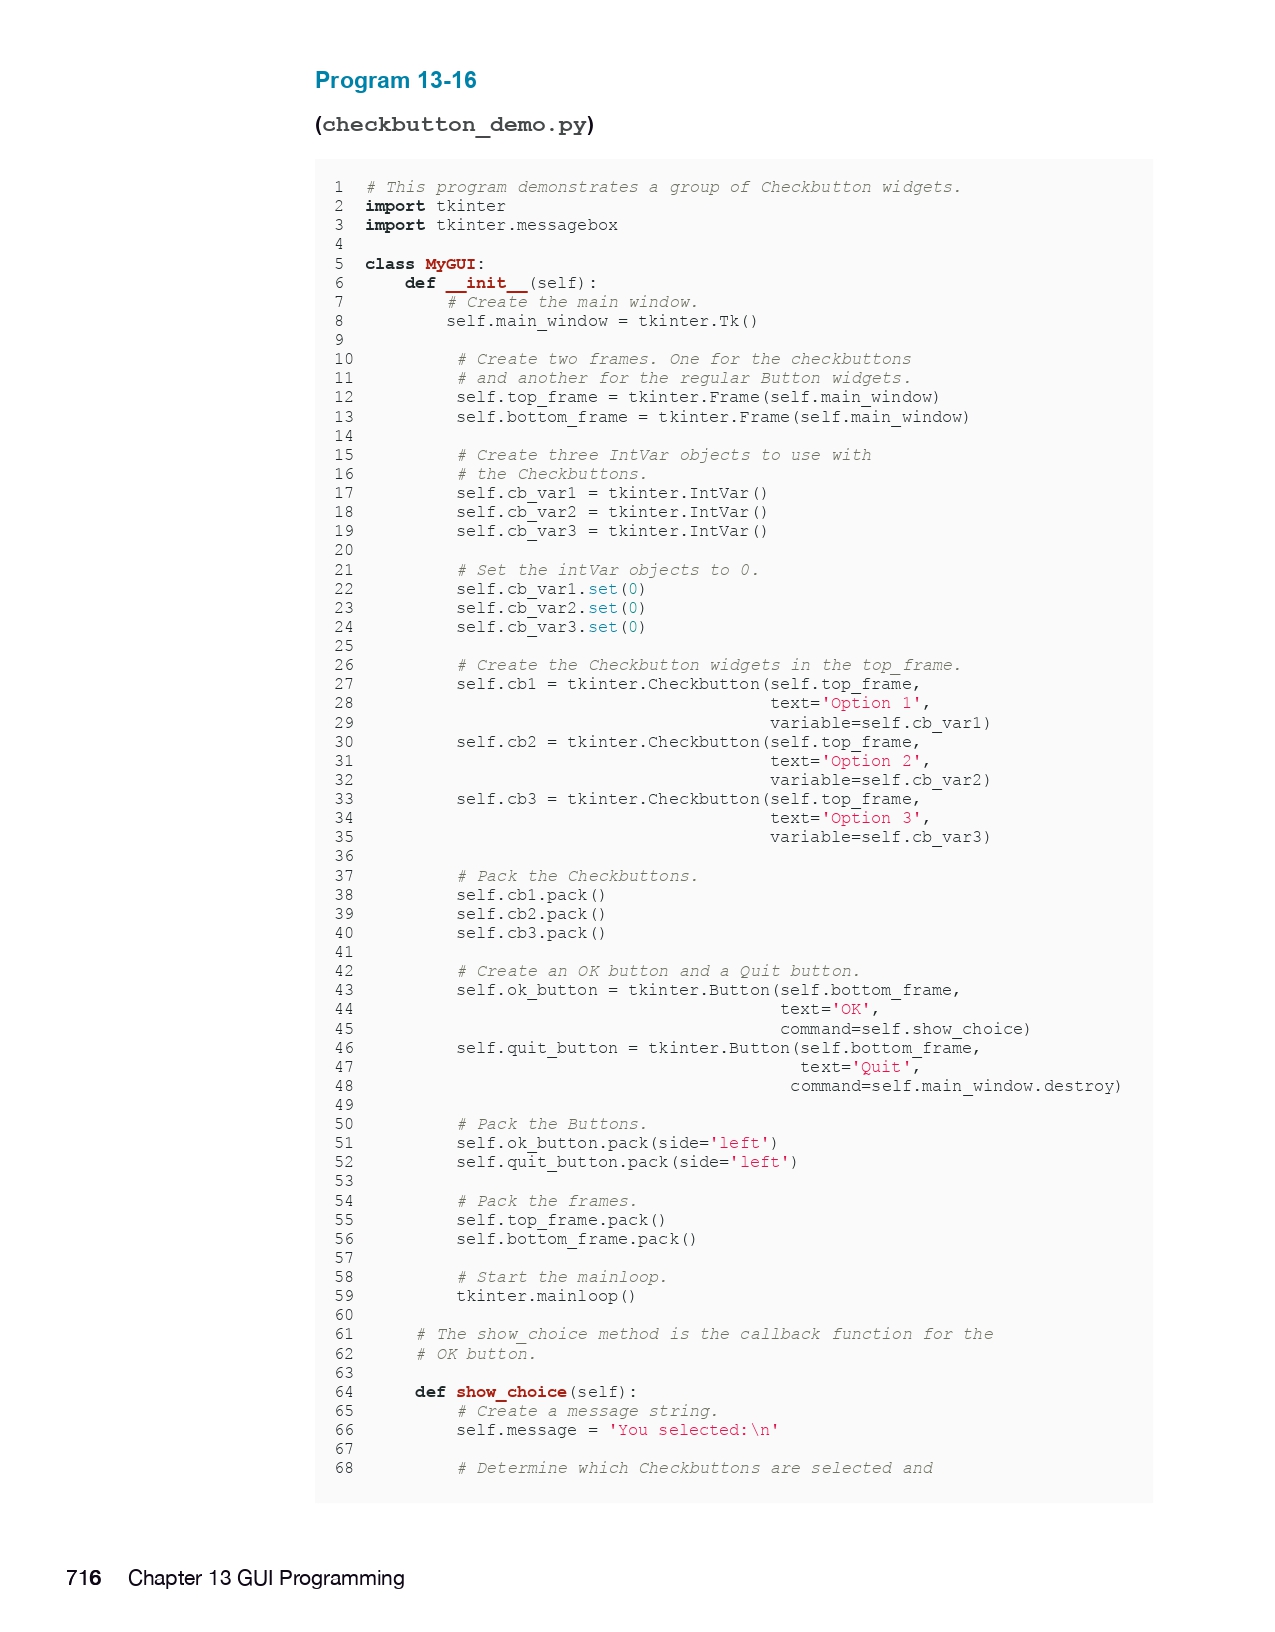 Program 13-16
(checkbutton_demo.py)
1 # This program demonstrates a group of Checkbutton widgets.
2 import tkinter
3 import tkinter.messagebox
4
5 class MyGUI:
6     def __init__(self):
7         # Create the main window.
8         self.main_window = tkinter.Tk()
9
10         # Create two frames. One for the checkbuttons
11         # and another for the regular Button widgets.
12         self.top_frame = tkinter.Frame(self.main_window)
13         self.bottom_frame = tkinter.Frame(self.main_window)
14
15         # Create three IntVar objects to use with
16         # the Checkbuttons.
17         self.cb_var1 = tkinter.IntVar()
18         self.cb_var2 = tkinter.IntVar()
19         self.cb_var3 = tkinter.IntVar()
20
21         # Set the intVar objects to 0.
22         self.cb_var1.set(0)
23         self.cb_var2.set(0)
24         self.cb_var3.set(0)
25
26         # Create the Checkbutton widgets in the top_frame.
27         self.cb1 = tkinter.Checkbutton(self.top_frame,
28                                        text='Option 1',
29                                        variable=self.cb_var1)
30         self.cb2 = tkinter.Checkbutton(self.top_frame,
31                                        text='Option 2',
32                                        variable=self.cb_var2)
33         self.cb3 = tkinter.Checkbutton(self.top_frame,
34                                        text='Option 3',
35                                        variable=self.cb_var3)
36
37         # Pack the Checkbuttons.
38         self.cb1.pack()
39         self.cb2.pack()
40         self.cb3.pack()
41
42         # Create an OK button and a Quit button.
43         self.ok_button = tkinter.Button(self.bottom_frame,
44                                         text='OK',
45                                         command=self.show_choice)
46         self.quit_button = tkinter.Button(self.bottom_frame,
47                                           text='Quit',
48                                          command=self.main_window.destroy)
49
50         # Pack the Buttons.
51         self.ok_button.pack(side='left')
52         self.quit_button.pack(side='left')
53
54         # Pack the frames.
55         self.top_frame.pack()
56         self.bottom_frame.pack()
57
58         # Start the mainloop.
59         tkinter.mainloop()
60
61     # The show_choice method is the callback function for the
62     # OK button.
63
64     def show_choice(self):
65         # Create a message string.
66         self.message = 'You selected:\n'
67
68         # Determine which Checkbuttons are selected and
716 Chapter 13 GUI Programming